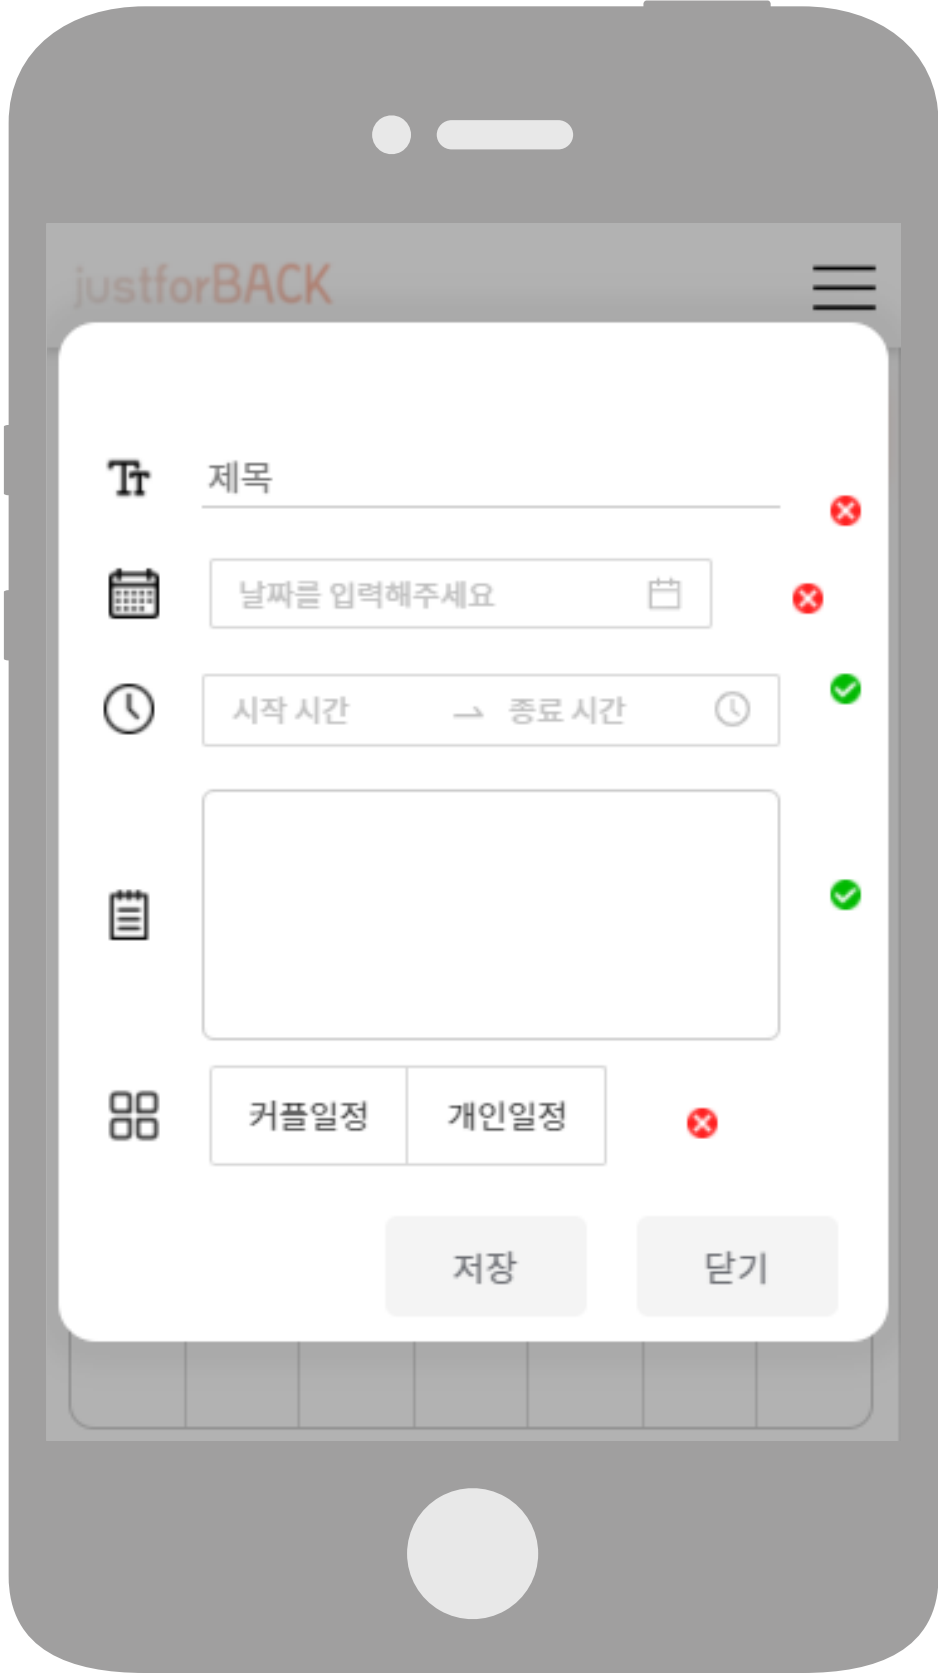 justforBACK
제목
날짜를 입력해주세요
시작 시간 → 종료 시간
커플일정 개인일정
저장 닫기